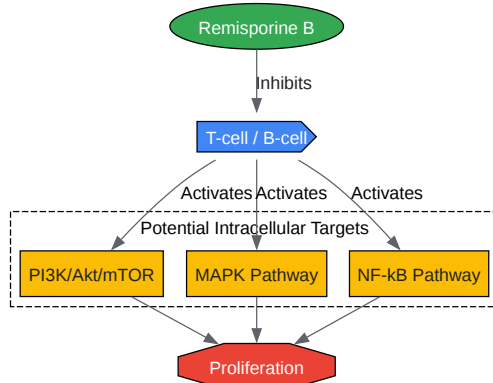 Remisporine B
Inhibits
T-cell / B-cell
Activates
Activates
Activates
Potential Intracellular Targets
PI3K/Akt/mTOR
MAPK Pathway
NF-kB Pathway
Proliferation